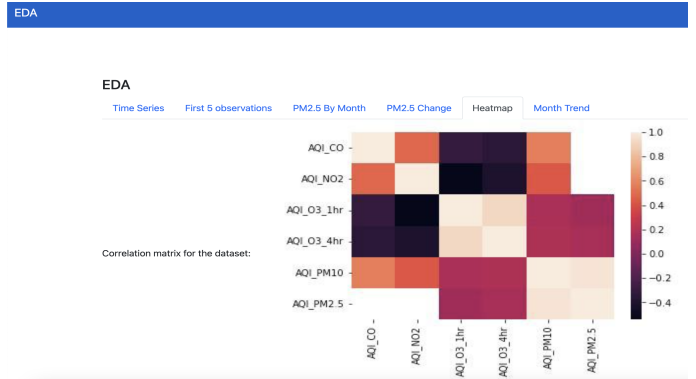 EDA
EDA
Time Series First 5 observations PM2.5 By Month PM2.5 Change Heatmap Month Trend
Correlation matrix for the dataset:
AQI_CO
AQI_NO2
AQI_O3_1hr
AQI_O3_4hr
AQI_PM10
AQI_PM2.5
AQI_CO AQI_NO2 AQI_O3_1hr AQI_O3_4hr AQI_PM10 AQI_PM2.5
1.0
0.8
0.6
0.4
0.2
0.0
−0.2
−0.4